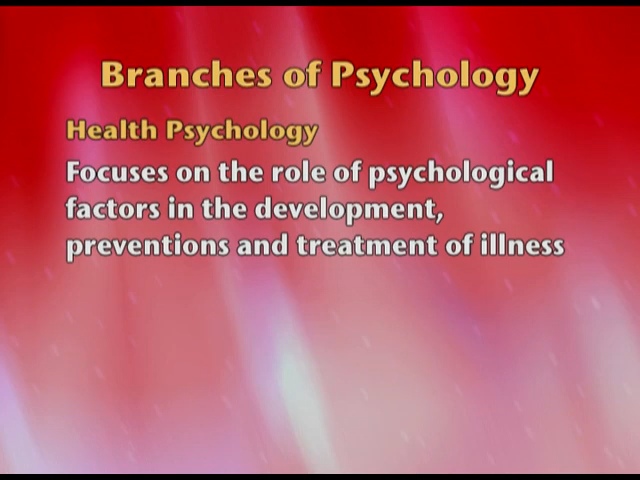 Branches of Psychology
Health Psychology
Focuses on the role of psychological
factors in the development,
preventions and treatment of illness